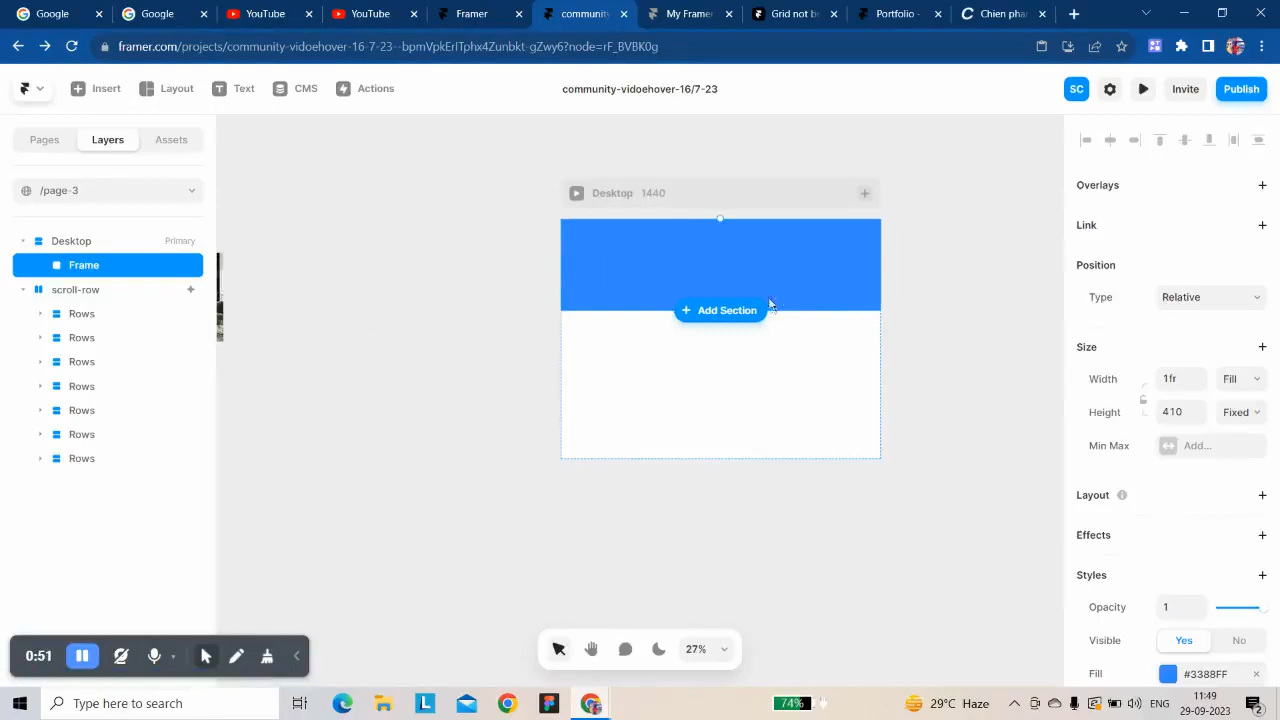 Google
Google
YouTube
YouTube
Framer
community
My Framer
Grid not be
Portfolio -
Chien pha
framer.com/projects/community-vidoehover-16-7-23--bpmVpkErITphx4Zunbkt-gZwy6?node=rF_BVBK0g
Insert
Layout
Text
CMS
Actions
community-vidoehover-16/7-23
SC
Invite
Publish
Pages
Layers
Assets
/page-3
Desktop
Primary
Frame
scroll-row
Rows
Rows
Rows
Rows
Rows
Rows
Rows
Desktop 1440
Add Section
Overlays
Link
Position
Type
Relative
Size
Width
1fr
Fill
Height
410
Fixed
Min Max
Add...
Layout
Effects
Styles
Opacity
1
Visible
Yes
No
Fill
#3388FF
0:51
27%
Type here to search
74%
29°C Haze
ENG
11:49
29-09-2023
2